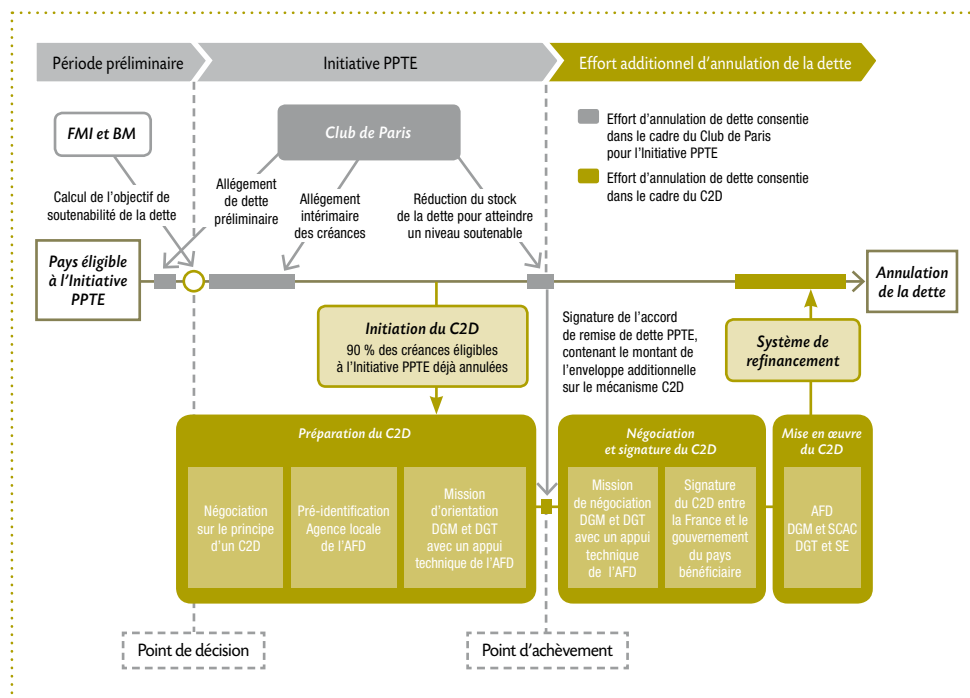 Période préliminaire
Initiative PPTE
Effort additionnel d'annulation de la dette
FMI et BM
Club de Paris
Effort d'annulation de dette consentie
dans le cadre du Club de Paris
pour l'Initiative PPTE
Effort d'annulation de dette consentie
dans le cadre du C2D
Calcul de l'objectif de
soutenabilité de la dette
Allégement
de dette
préliminaire
Allégement
intérimaire
des créances
Réduction du stock
de la dette pour atteindre
un niveau soutenable
Pays éligible
à l'Initiative
PPTE
Annulation
de la dette
Initiation du C2D
90 % des créances éligibles
à l'Initiative PPTE déjà annulées
Signature de l'accord
de remise de dette PPTE,
contenant le montant de
l'enveloppe additionnelle
sur le mécanisme C2D
Système de
refinancement
Préparation du C2D
Négociation
sur le principe
d'un C2D
Pré-identification
Agence locale
de l'AFD
Mission
d'orientation
DGM et DGT
avec un appui
technique de l'AFD
Négociation
et signature du C2D
Mission
de négociation
DGM et DGT
avec un appui
technique
de l'AFD
Signature
du C2D entre
la France et le
gouvernement
du pays
bénéficiaire
Mise en œuvre
du C2D
AFD
DGM et SCAC
DGT et SE
Point de décision
Point d'achèvement